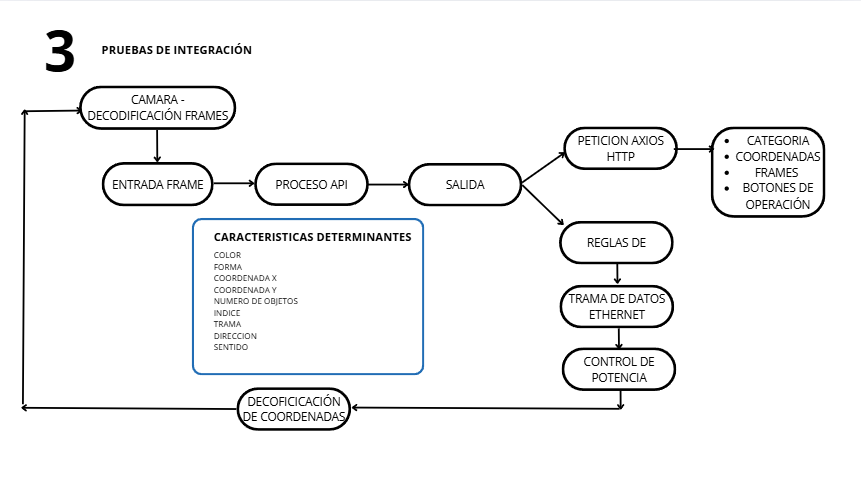 3
PRUEBAS DE INTEGRACIÓN
CAMARA -
DECODIFICACIÓN FRAMES
ENTRADA FRAME
PROCESO API
SALIDA
PETICION AXIOS
HTTP
• CATEGORIA
• COORDENADAS
• FRAMES
• BOTONES DE
OPERACIÓN
REGLAS DE
TRAMA DE DATOS
ETHERNET
CONTROL DE
POTENCIA
CARACTERISTICAS DETERMINANTES
COLOR
FORMA
COORDENADA X
COORDENADA Y
NUMERO DE OBJETOS
INDICE
TRAMA
DIRECCION
SENTIDO
DECOFICICACIÓN
DE COORDENADAS